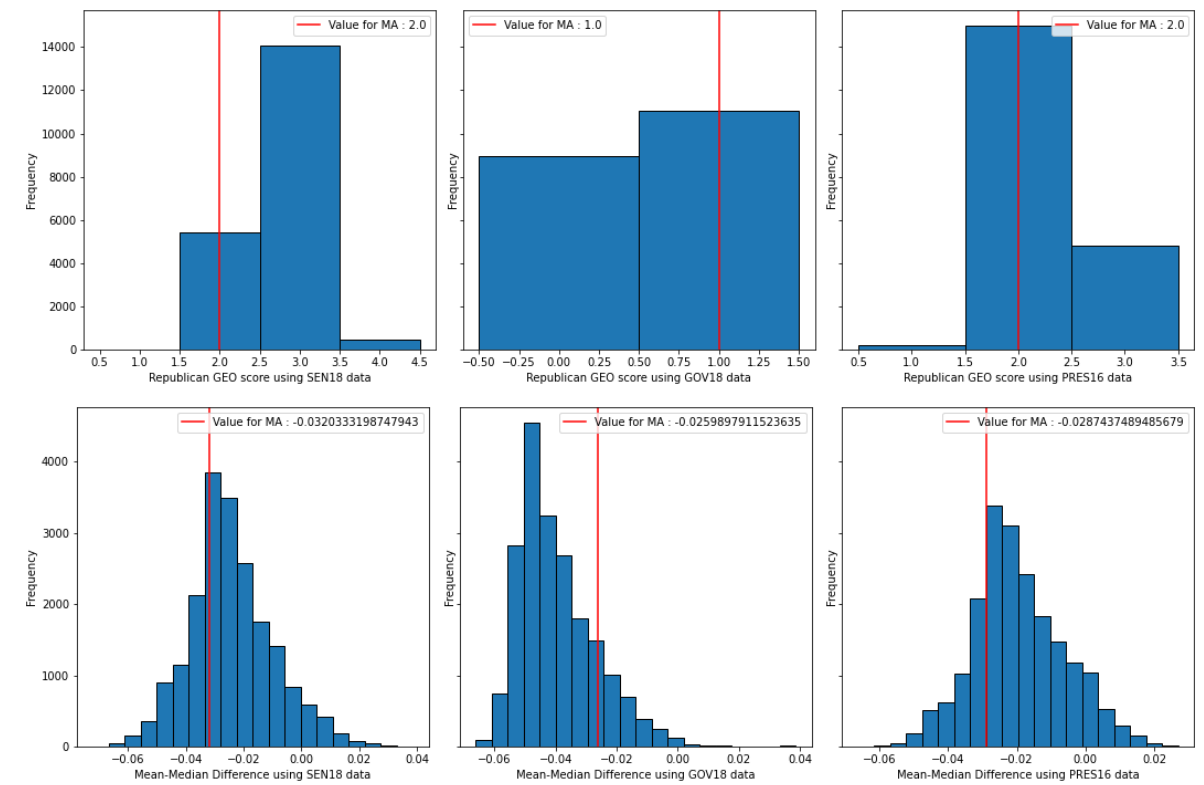 Value for MA : 2.0
Frequency
14000
12000
10000
8000
6000
4000
2000
0
0.5 1.0 1.5 2.0 2.5 3.0 3.5 4.0 4.5
Republican GEO score using SEN18 data
Value for MA : 1.0
Frequency
−0.50 −0.25 0.00 0.25 0.50 0.75 1.00 1.25 1.50
Republican GEO score using GOV18 data
Value for MA : 2.0
Frequency
0.5 1.0 1.5 2.0 2.5 3.0 3.5
Republican GEO score using PRES16 data
Value for MA : -0.0320333198747943
Frequency
4000
3000
2000
1000
0
−0.06 −0.04 −0.02 0.00 0.02 0.04
Mean-Median Difference using SEN18 data
Value for MA : -0.0259897911523635
Frequency
−0.06 −0.04 −0.02 0.00 0.02 0.04
Mean-Median Difference using GOV18 data
Value for MA : -0.0287437489485679
Frequency
−0.06 −0.04 −0.02 0.00 0.02
Mean-Median Difference using PRES16 data